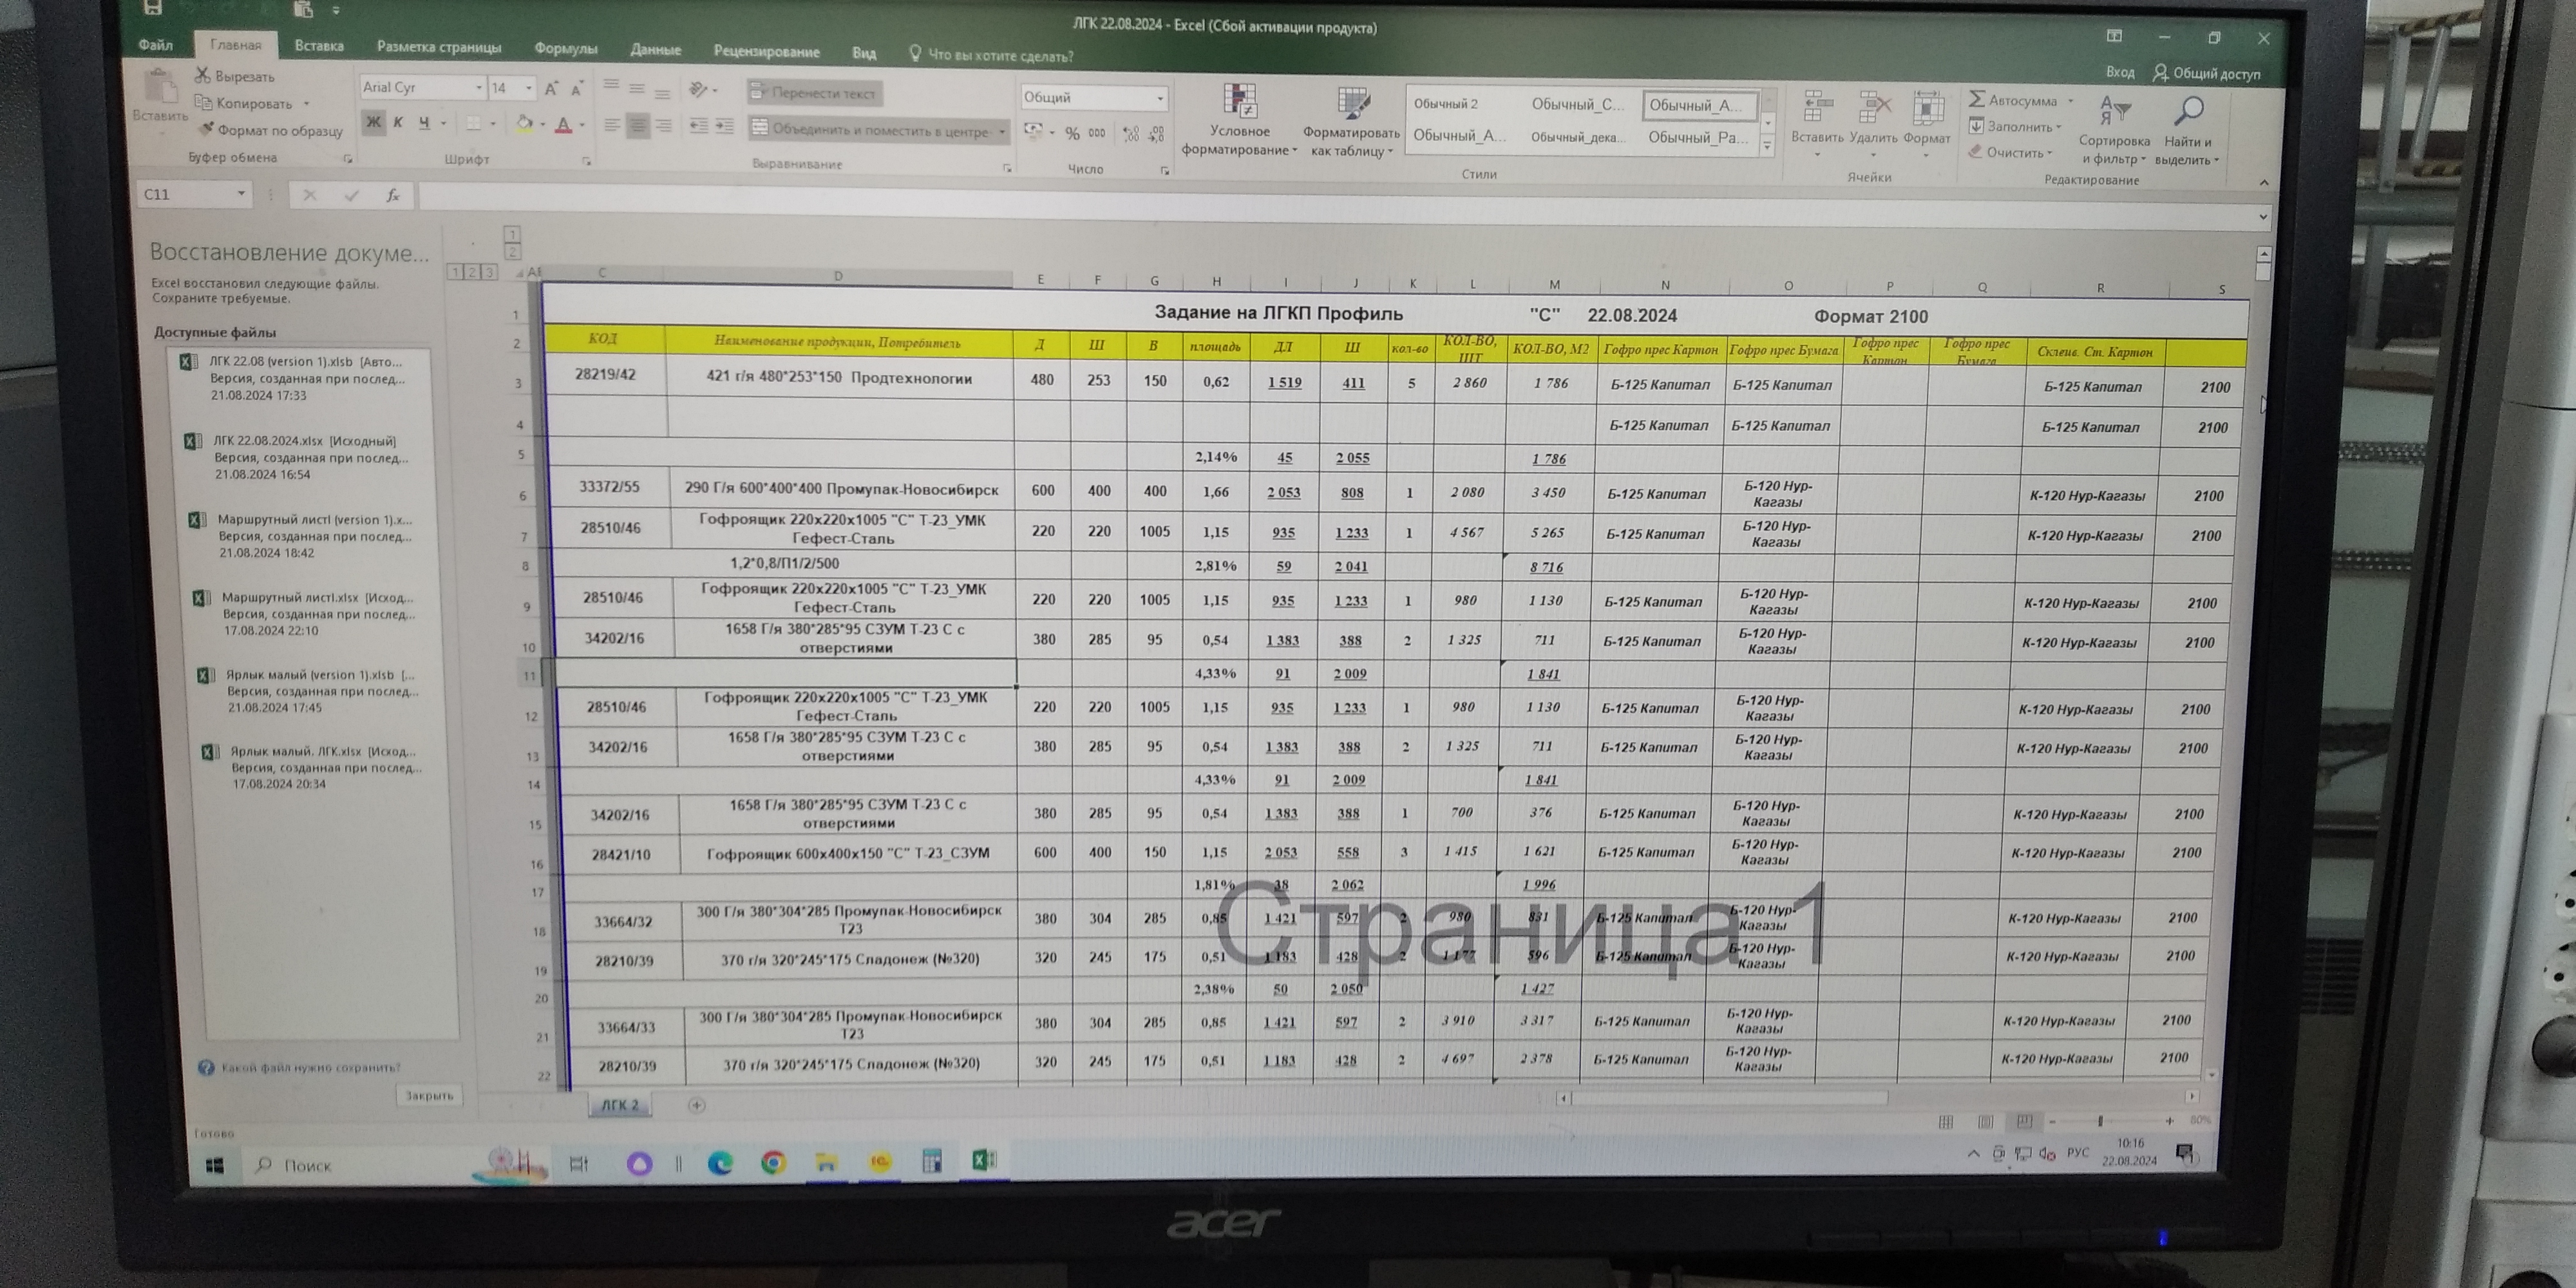 ЛГК 22.08.2024 - Excel (Сбой активации продукта)
Файл Главная Вставка Разметка страницы Формулы Данные Рецензирование Вид Что вы хотите сделать? Вход Общий доступ
Вставить Вырезать Копировать Формат по образцу
Буфер обмена
Arial Cyr 14
Ж К Ч
Шрифт
Перенести текст
Объединить и поместить в центре
Выравнивание
Общий
% 000
Число
Условное форматирование
Форматировать как таблицу
Обычный 2 Обычный_С... Обычный_А...
Обычный_А... Обычный_дека... Обычный_Ра...
Стили
Вставить Удалить Формат
Ячейки
Автосумма
Заполнить
Очистить
Сортировка и фильтр
Найти и выделить
Редактирование
C11 fx
Восстановление докуме...
Excel восстановил следующие файлы.
Сохраните требуемые.
Доступные файлы
ЛГК 22.08 (version 1).xlsb [Авто...
Версия, созданная при послед...
21.08.2024 17:33
ЛГК 22.08.2024.xlsx [Исходный]
Версия, созданная при послед...
21.08.2024 16:54
Маршрутный листI (version 1).x...
Версия, созданная при послед...
21.08.2024 18:42
Маршрутный листI.xlsx [Исход...
Версия, созданная при послед...
17.08.2024 22:10
Ярлык малый (version 1).xlsb [...
Версия, созданная при послед...
21.08.2024 17:45
Ярлык малый. ЛГК.xlsx [Исход...
Версия, созданная при послед...
17.08.2024 20:34
Какой файл нужно сохранить?
Закрыть
1
2
1 2 3
C D E F G H I J K L M N O P Q R S
1 Задание на ЛГКП Профиль "С" 22.08.2024 Формат 2100
2 КОД Наименование продукции, Потребитель Д Ш В площадь ДЛ Ш кол-во КОЛ-ВО, ШТ КОЛ-ВО, М2 Гофро прес Картон Гофро прес Бумага Гофро прес Картон Гофро прес Бумага Склеив. Ст. Картон
3 28219/42 421 г/я 480*253*150 Продтехнологии 480 253 150 0,62 1 519 411 5 2 860 1 786 Б-125 Капитал Б-125 Капитал Б-125 Капитал 2100
4 Б-125 Капитал Б-125 Капитал Б-125 Капитал 2100
5 2,14% 45 2 055 1 786
6 33372/55 290 Г/я 600*400*400 Промупак-Новосибирск 600 400 400 1,66 2 053 808 1 2 080 3 450 Б-125 Капитал Б-120 Нур-Кагазы К-120 Нур-Кагазы 2100
7 28510/46 Гофроящик 220х220х1005 "С" Т-23_УМК Гефест-Сталь 220 220 1005 1,15 935 1 233 1 4 567 5 265 Б-125 Капитал Б-120 Нур-Кагазы К-120 Нур-Кагазы 2100
8 1,2*0,8/П1/2/500 2,81% 59 2 041 8 716
9 28510/46 Гофроящик 220х220х1005 "С" Т-23_УМК Гефест-Сталь 220 220 1005 1,15 935 1 233 1 980 1 130 Б-125 Капитал Б-120 Нур-Кагазы К-120 Нур-Кагазы 2100
10 34202/16 1658 Г/я 380*285*95 СЗУМ Т-23 С с отверстиями 380 285 95 0,54 1 383 388 2 1 325 711 Б-125 Капитал Б-120 Нур-Кагазы К-120 Нур-Кагазы 2100
11 4,33% 91 2 009 1 841
12 28510/46 Гофроящик 220х220х1005 "С" Т-23_УМК Гефест-Сталь 220 220 1005 1,15 935 1 233 1 980 1 130 Б-125 Капитал Б-120 Нур-Кагазы К-120 Нур-Кагазы 2100
13 34202/16 1658 Г/я 380*285*95 СЗУМ Т-23 С с отверстиями 380 285 95 0,54 1 383 388 2 1 325 711 Б-125 Капитал Б-120 Нур-Кагазы К-120 Нур-Кагазы 2100
14 4,33% 91 2 009 1 841
15 34202/16 1658 Г/я 380*285*95 СЗУМ Т-23 С с отверстиями 380 285 95 0,54 1 383 388 1 700 376 Б-125 Капитал Б-120 Нур-Кагазы К-120 Нур-Кагазы 2100
16 28421/10 Гофроящик 600х400х150 "С" Т-23_СЗУМ 600 400 150 1,15 2 053 558 3 1 415 1 621 Б-125 Капитал Б-120 Нур-Кагазы К-120 Нур-Кагазы 2100
17 1,81% 38 2 062 1 996
18 33664/32 300 Г/я 380*304*285 Промупак-Новосибирск Т23 380 304 285 0,85 1 421 597 2 980 831 Б-125 Капитал Б-120 Нур-Кагазы К-120 Нур-Кагазы 2100
19 28210/39 370 г/я 320*245*175 Сладонеж (№320) 320 245 175 0,51 1 183 428 2 1 177 596 Б-125 Капитал Б-120 Нур-Кагазы К-120 Нур-Кагазы 2100
Страница 1
20 2,38% 50 2 050 1 427
21 33664/33 300 Г/я 380*304*285 Промупак-Новосибирск Т23 380 304 285 0,85 1 421 597 2 3 910 3 317 Б-125 Капитал Б-120 Нур-Кагазы К-120 Нур-Кагазы 2100
22 28210/39 370 г/я 320*245*175 Сладонеж (№320) 320 245 175 0,51 1 183 428 2 4 697 2 378 Б-125 Капитал Б-120 Нур-Кагазы К-120 Нур-Кагазы 2100
ЛГК 2
Готово 80%
Поиск РУС 10:16
22.08.2024
acer